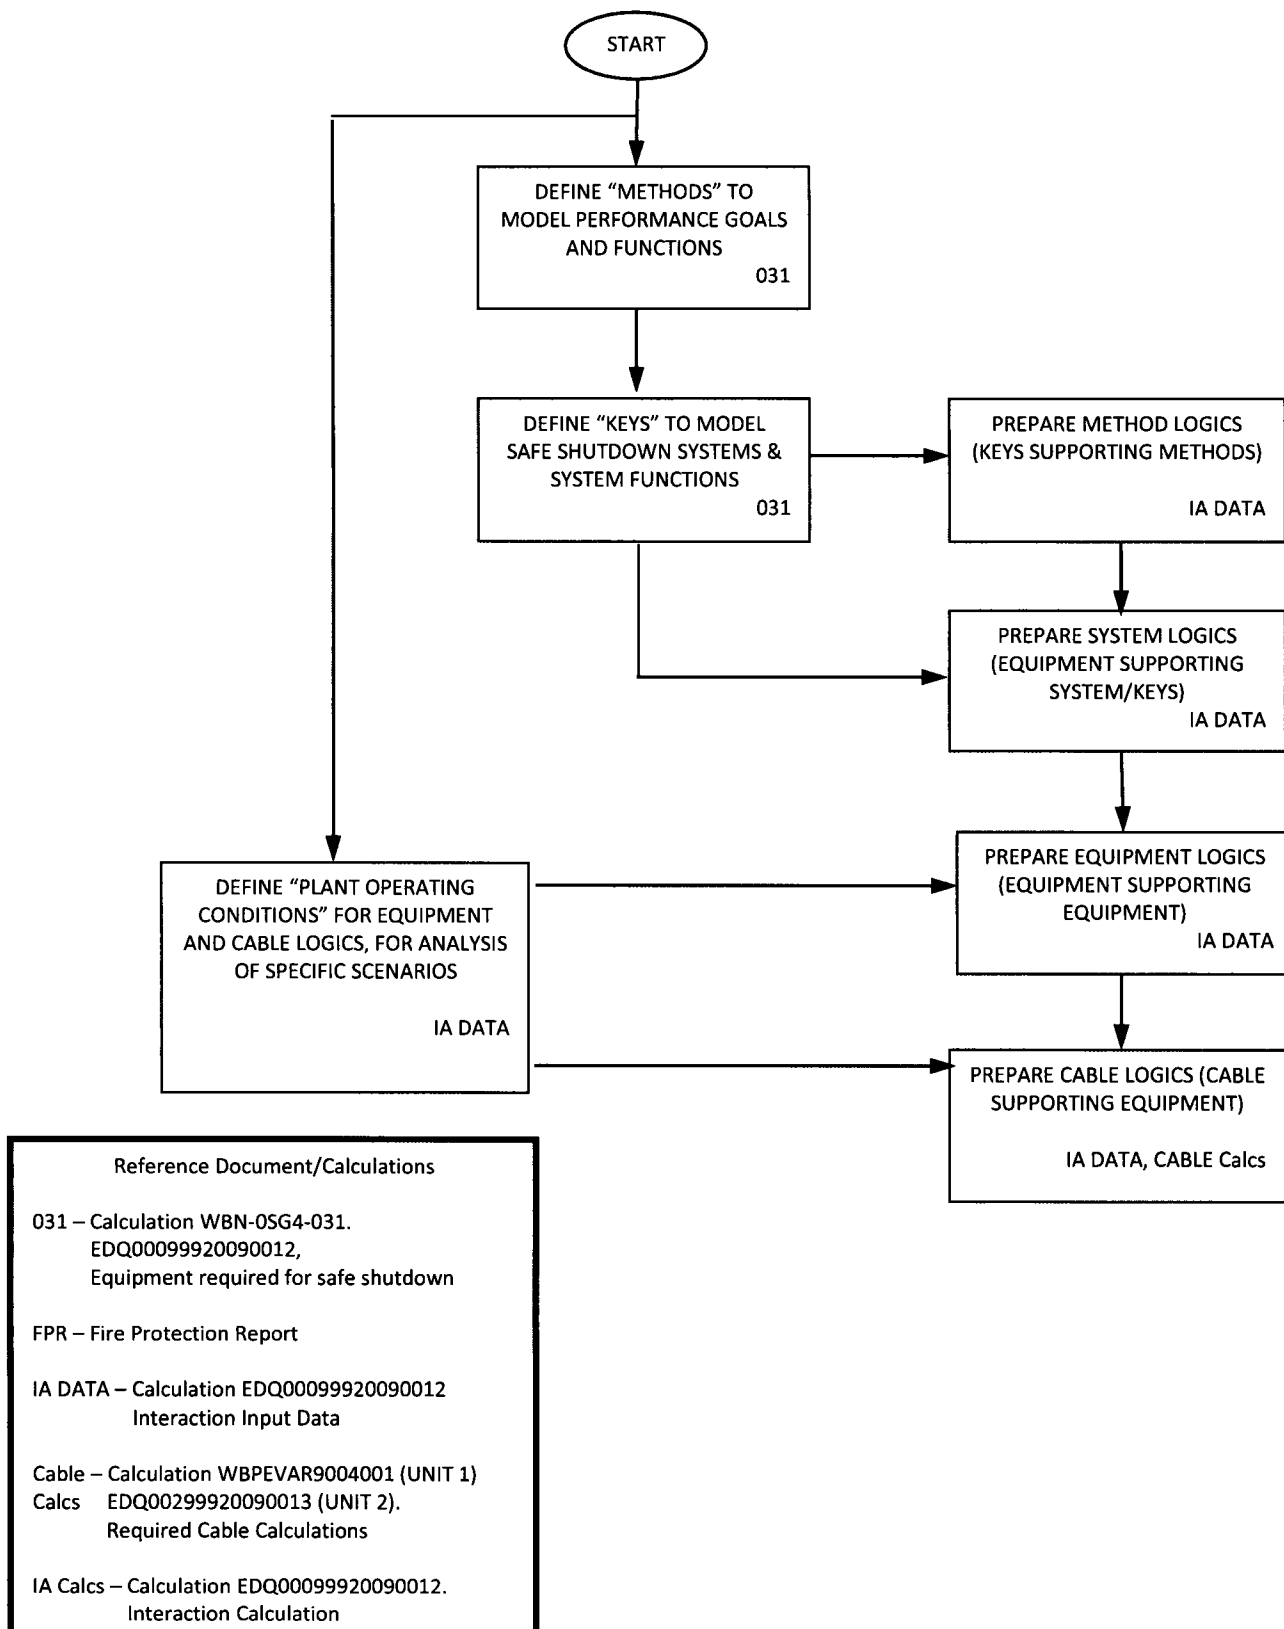 START
DEFINE “METHODS” TO
MODEL PERFORMANCE GOALS
AND FUNCTIONS
031
DEFINE “KEYS” TO MODEL
SAFE SHUTDOWN SYSTEMS &
SYSTEM FUNCTIONS
031
PREPARE METHOD LOGICS
(KEYS SUPPORTING METHODS)
IA DATA
PREPARE SYSTEM LOGICS
(EQUIPMENT SUPPORTING
SYSTEM/KEYS)
IA DATA
DEFINE “PLANT OPERATING
CONDITIONS” FOR EQUIPMENT
AND CABLE LOGICS, FOR ANALYSIS
OF SPECIFIC SCENARIOS
IA DATA
PREPARE EQUIPMENT LOGICS
(EQUIPMENT SUPPORTING
EQUIPMENT)
IA DATA
PREPARE CABLE LOGICS (CABLE
SUPPORTING EQUIPMENT)
IA DATA, CABLE Calcs
Reference Document/Calculations
031 – Calculation WBN-0SG4-031.
EDQ00099920090012,
Equipment required for safe shutdown
FPR – Fire Protection Report
IA DATA – Calculation EDQ00099920090012
Interaction Input Data
Cable – Calculation WBPEVAR9004001 (UNIT 1)
Calcs EDQ00299920090013 (UNIT 2).
Required Cable Calculations
IA Calcs – Calculation EDQ00099920090012.
Interaction Calculation